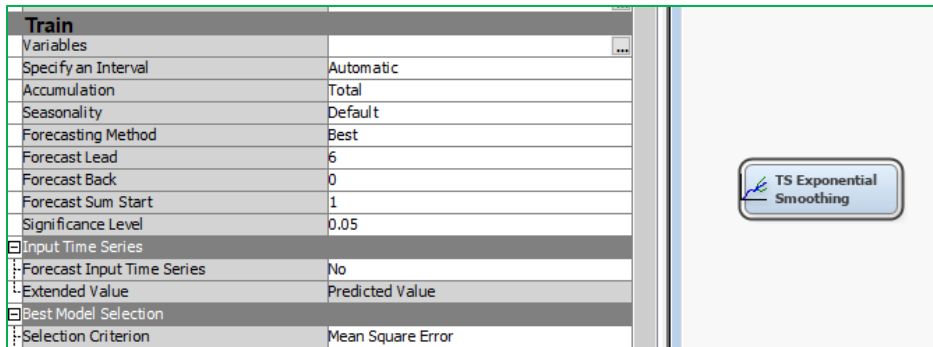 ...
Train
Variables ...
Specify an Interval Automatic
Accumulation Total
Seasonality Default
Forecasting Method Best
Forecast Lead 6
Forecast Back 0
Forecast Sum Start 1
Significance Level 0.05
Input Time Series
Forecast Input Time Series No
Extended Value Predicted Value
Best Model Selection
Selection Criterion Mean Square Error
TS Exponential
Smoothing